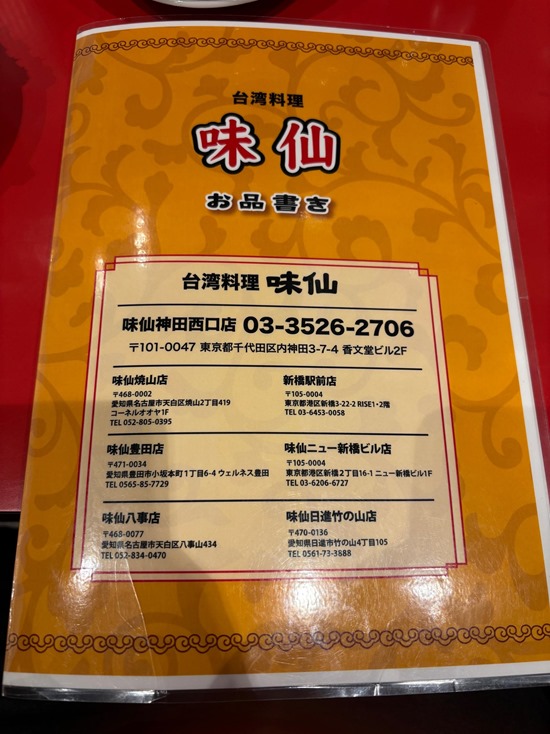 台湾料理
味仙
お品書き
台湾料理 味仙
味仙神田西口店 03-3526-2706
〒101-0047 東京都千代田区内神田3-7-4 香文堂ビル2F
味仙焼山店
〒468-0002
愛知県名古屋市天白区焼山2丁目419
コーネルオオヤ1F
TEL 052-805-0395
新橋駅前店
〒105-0004
東京都港区新橋3-22-2 RISE1・2階
TEL 03-6453-0058
味仙豊田店
〒471-0034
愛知県豊田市小坂本町1丁目6-4 ウェルネス豊田
TEL 0565-85-7729
味仙ニュー新橋ビル店
〒105-0004
東京都港区新橋2丁目16-1 ニュー新橋ビル1F
TEL 03-6206-6727
味仙八事店
〒468-0077
愛知県名古屋市天白区八事山434
TEL 052-834-0470
味仙日進竹の山店
〒470-0136
愛知県日進市竹の山4丁目105
TEL 0561-73-3888